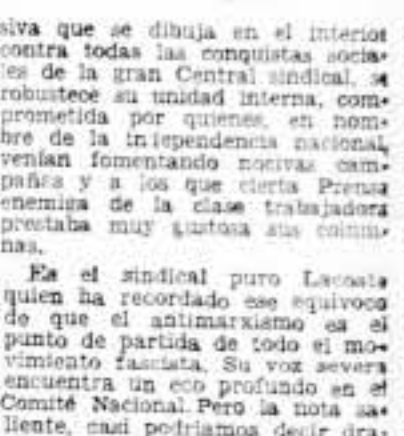 siva que se dibuja en el interior
contra todas las conquistas socia-
les de la gran Central sindical, se
robustece su unidad interna, com-
prometida por quienes, en nom-
bre de la independencia nacional,
venían fomentando nocivas cam-
pañas y a los que cierta Prensa
enemiga de la clase trabajadora
prestaba muy gustosa sus colum-
nas.
Es el sindical puro Lacoste
quien ha recordado ese equívoco
de que el antimarxismo es el
punto de partida de todo el mo-
vimiento fascista. Su voz severa
encuentra un eco profundo en el
Comité Nacional. Pero la nota sa-
liente, casi podríamos decir dra-